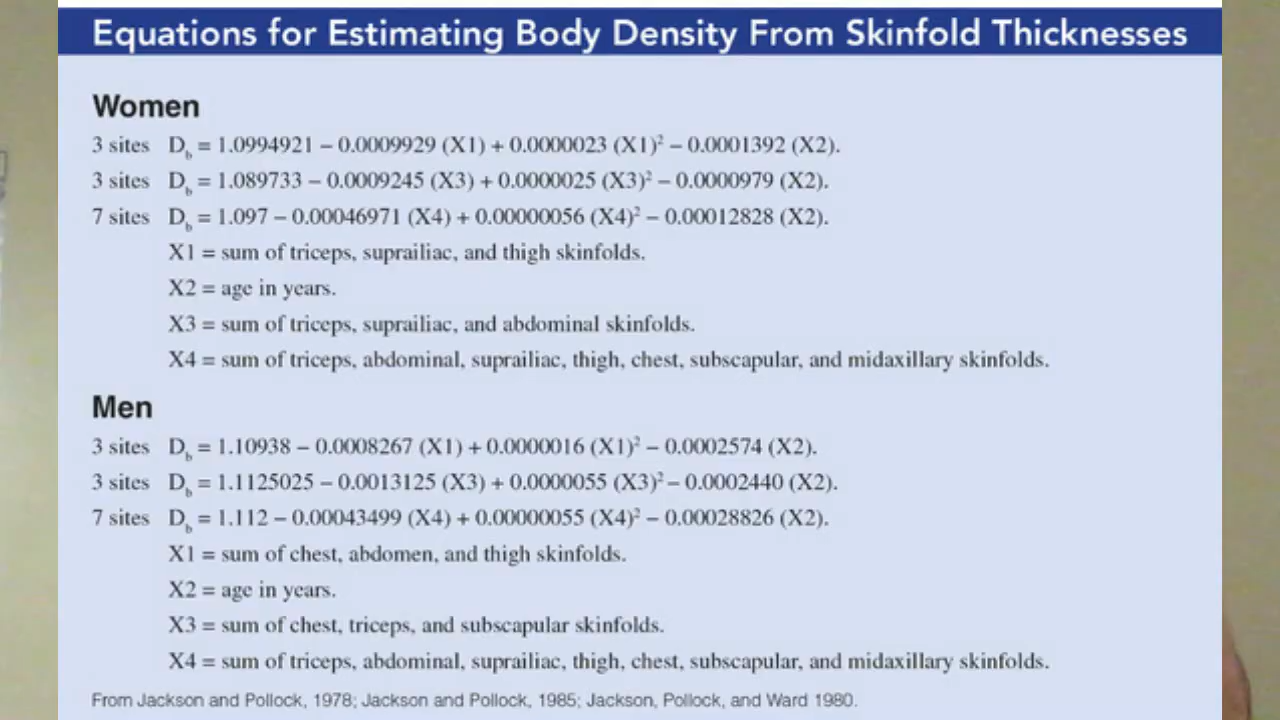 Equations for Estimating Body Density From Skinfold Thicknesses
Women
3 sites D_b = 1.0994921 – 0.0009929 (X1) + 0.0000023 (X1)² – 0.0001392 (X2).
3 sites D_b = 1.089733 – 0.0009245 (X3) + 0.0000025 (X3)² – 0.0000979 (X2).
7 sites D_b = 1.097 – 0.00046971 (X4) + 0.00000056 (X4)² – 0.00012828 (X2).
X1 = sum of triceps, suprailiac, and thigh skinfolds.
X2 = age in years.
X3 = sum of triceps, suprailiac, and abdominal skinfolds.
X4 = sum of triceps, abdominal, suprailiac, thigh, chest, subscapular, and midaxillary skinfolds.
Men
3 sites D_b = 1.10938 – 0.0008267 (X1) + 0.0000016 (X1)² – 0.0002574 (X2).
3 sites D_b = 1.1125025 – 0.0013125 (X3) + 0.0000055 (X3)² – 0.0002440 (X2).
7 sites D_b = 1.112 – 0.00043499 (X4) + 0.00000055 (X4)² – 0.00028826 (X2).
X1 = sum of chest, abdomen, and thigh skinfolds.
X2 = age in years.
X3 = sum of chest, triceps, and subscapular skinfolds.
X4 = sum of triceps, abdominal, suprailiac, thigh, chest, subscapular, and midaxillary skinfolds.
From Jackson and Pollock, 1978; Jackson and Pollock, 1985; Jackson, Pollock, and Ward 1980.